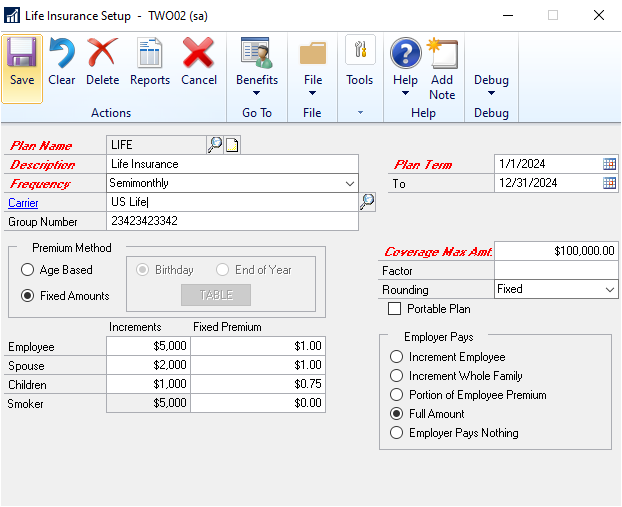 Life Insurance Setup - TWO02 (sa)
Save Clear Delete Reports Cancel Benefits File Tools Help Add Note Debug
Actions Go To File Help Debug
Plan Name LIFE
Description Life Insurance
Frequency Semimonthly
Carrier US Life
Group Number 23423423342
Plan Term 1/1/2024
To 12/31/2024
Premium Method
Age Based Birthday End of Year
Fixed Amounts TABLE
Coverage Max Amt. $100,000.00
Factor
Rounding Fixed
Portable Plan
Increments Fixed Premium
Employee $5,000 $1.00
Spouse $2,000 $1.00
Children $1,000 $0.75
Smoker $5,000 $0.00
Employer Pays
Increment Employee
Increment Whole Family
Portion of Employee Premium
Full Amount
Employer Pays Nothing